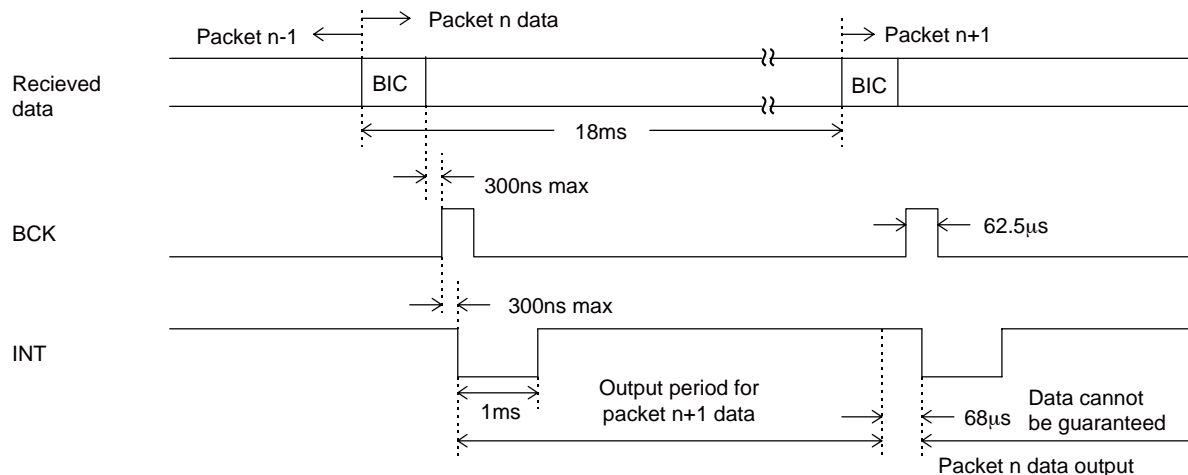 Packet n-1
Packet n data
Packet n+1
Recieved
data
BIC
BIC
18ms
300ns max
BCK
62.5μs
300ns max
INT
1ms
Output period for
packet n+1 data
68μs
Data cannot
be guaranteed
Packet n data output